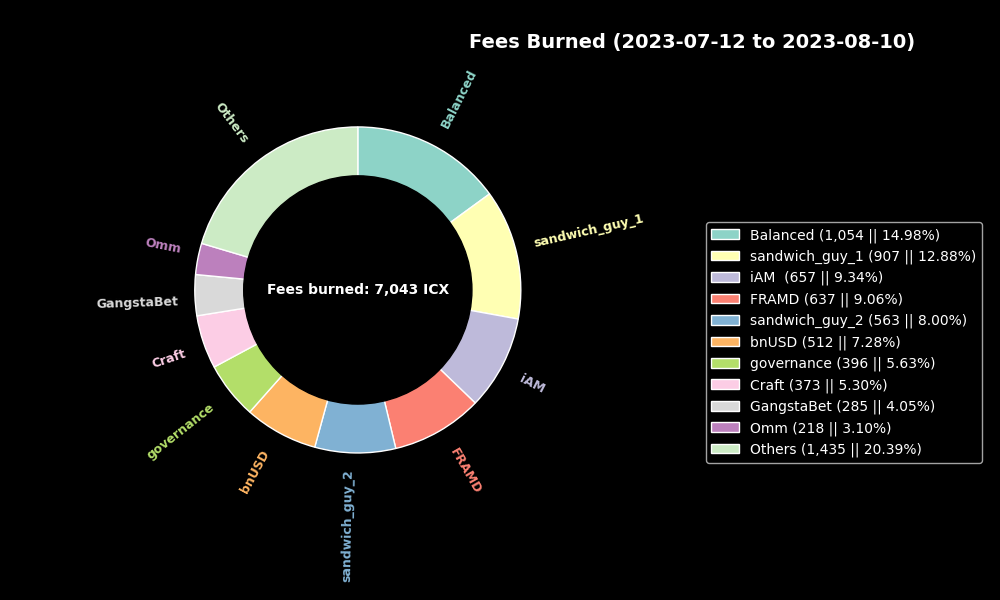 Fees Burned (2023-07-12 to 2023-08-10)
Balanced
Others
sandwich_guy_1
Omm
GangstaBet
Fees burned: 7,043 ICX
Craft
iAM
governance
bnUSD
FRAMD
sandwich_guy_2
Balanced (1,054 || 14.98%)
sandwich_guy_1 (907 || 12.88%)
iAM  (657 || 9.34%)
FRAMD (637 || 9.06%)
sandwich_guy_2 (563 || 8.00%)
bnUSD (512 || 7.28%)
governance (396 || 5.63%)
Craft (373 || 5.30%)
GangstaBet (285 || 4.05%)
Omm (218 || 3.10%)
Others (1,435 || 20.39%)